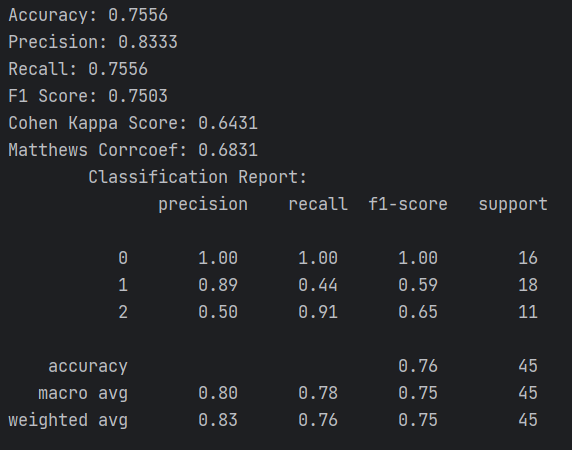 Accuracy: 0.7556
Precision: 0.8333
Recall: 0.7556
F1 Score: 0.7503
Cohen Kappa Score: 0.6431
Matthews Corrcoef: 0.6831
Classification Report:
precision recall f1-score support
0 1.00 1.00 1.00 16
1 0.89 0.44 0.59 18
2 0.50 0.91 0.65 11
accuracy 0.76 45
macro avg 0.80 0.78 0.75 45
weighted avg 0.83 0.76 0.75 45